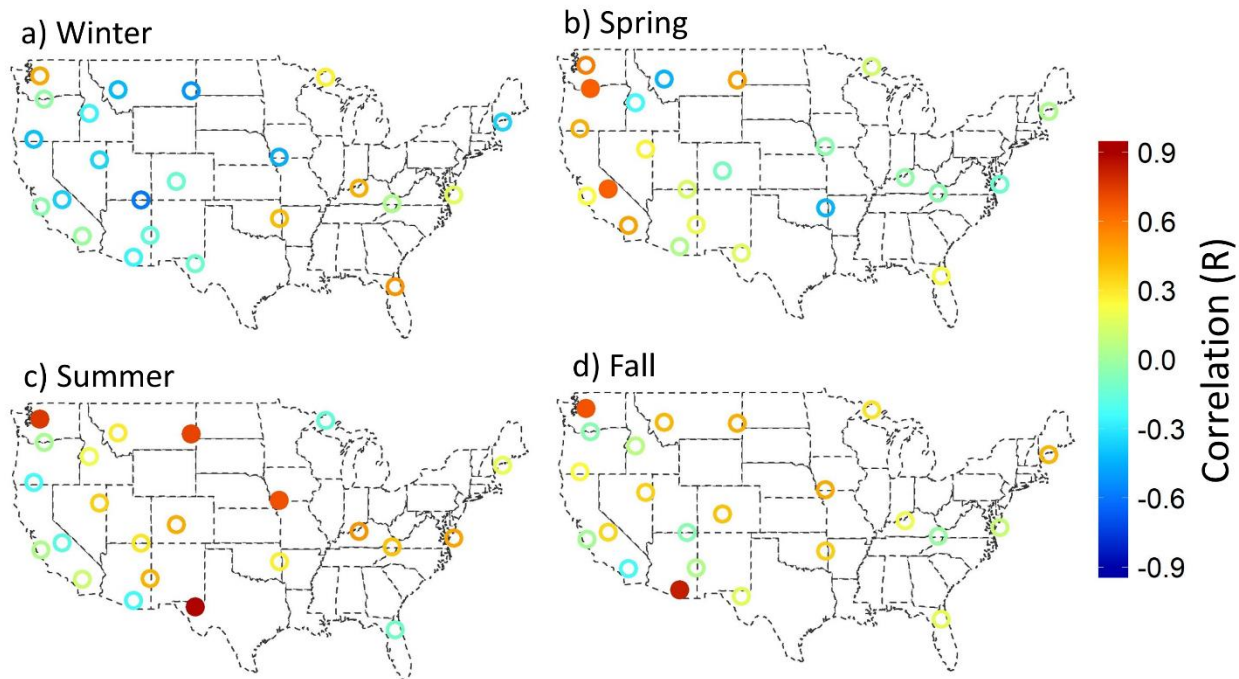 a) Winter
b) Spring
c) Summer
d) Fall
0.9
0.6
0.3
0.0
-0.3
-0.6
-0.9
Correlation (R)